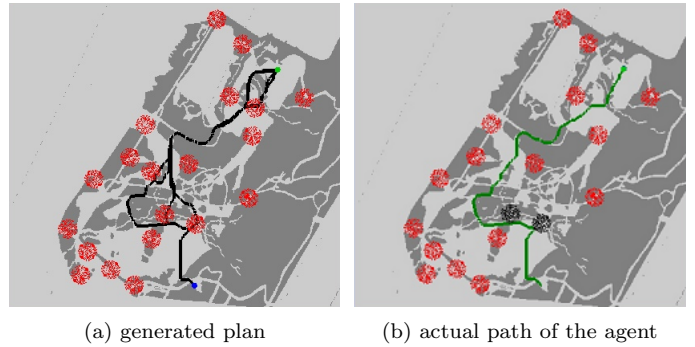 (a) generated plan
(b) actual path of the agent